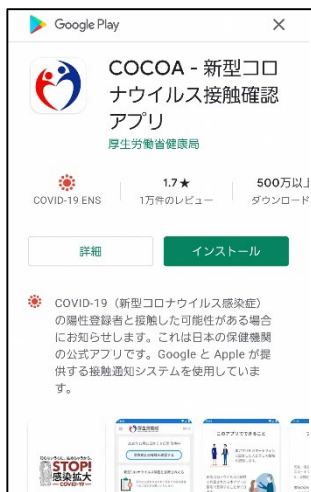 Google Play
COCOA - 新型コロ
ナウイルス接触確認
アプリ
厚生労働省健康局
COVID-19 ENS
1.7★
1万件のレビュー
500万以上
ダウンロード
詳細
インストール
COVID-19（新型コロナウイルス感染症）
の陽性登録者と接触した可能性がある場合
にお知らせします。これは日本の保健機関
の公式アプリです。Google と Apple が提
供する接触通知システムを使用していま
す。
STOP!
感染拡大
COVID-19
このアプリでできること